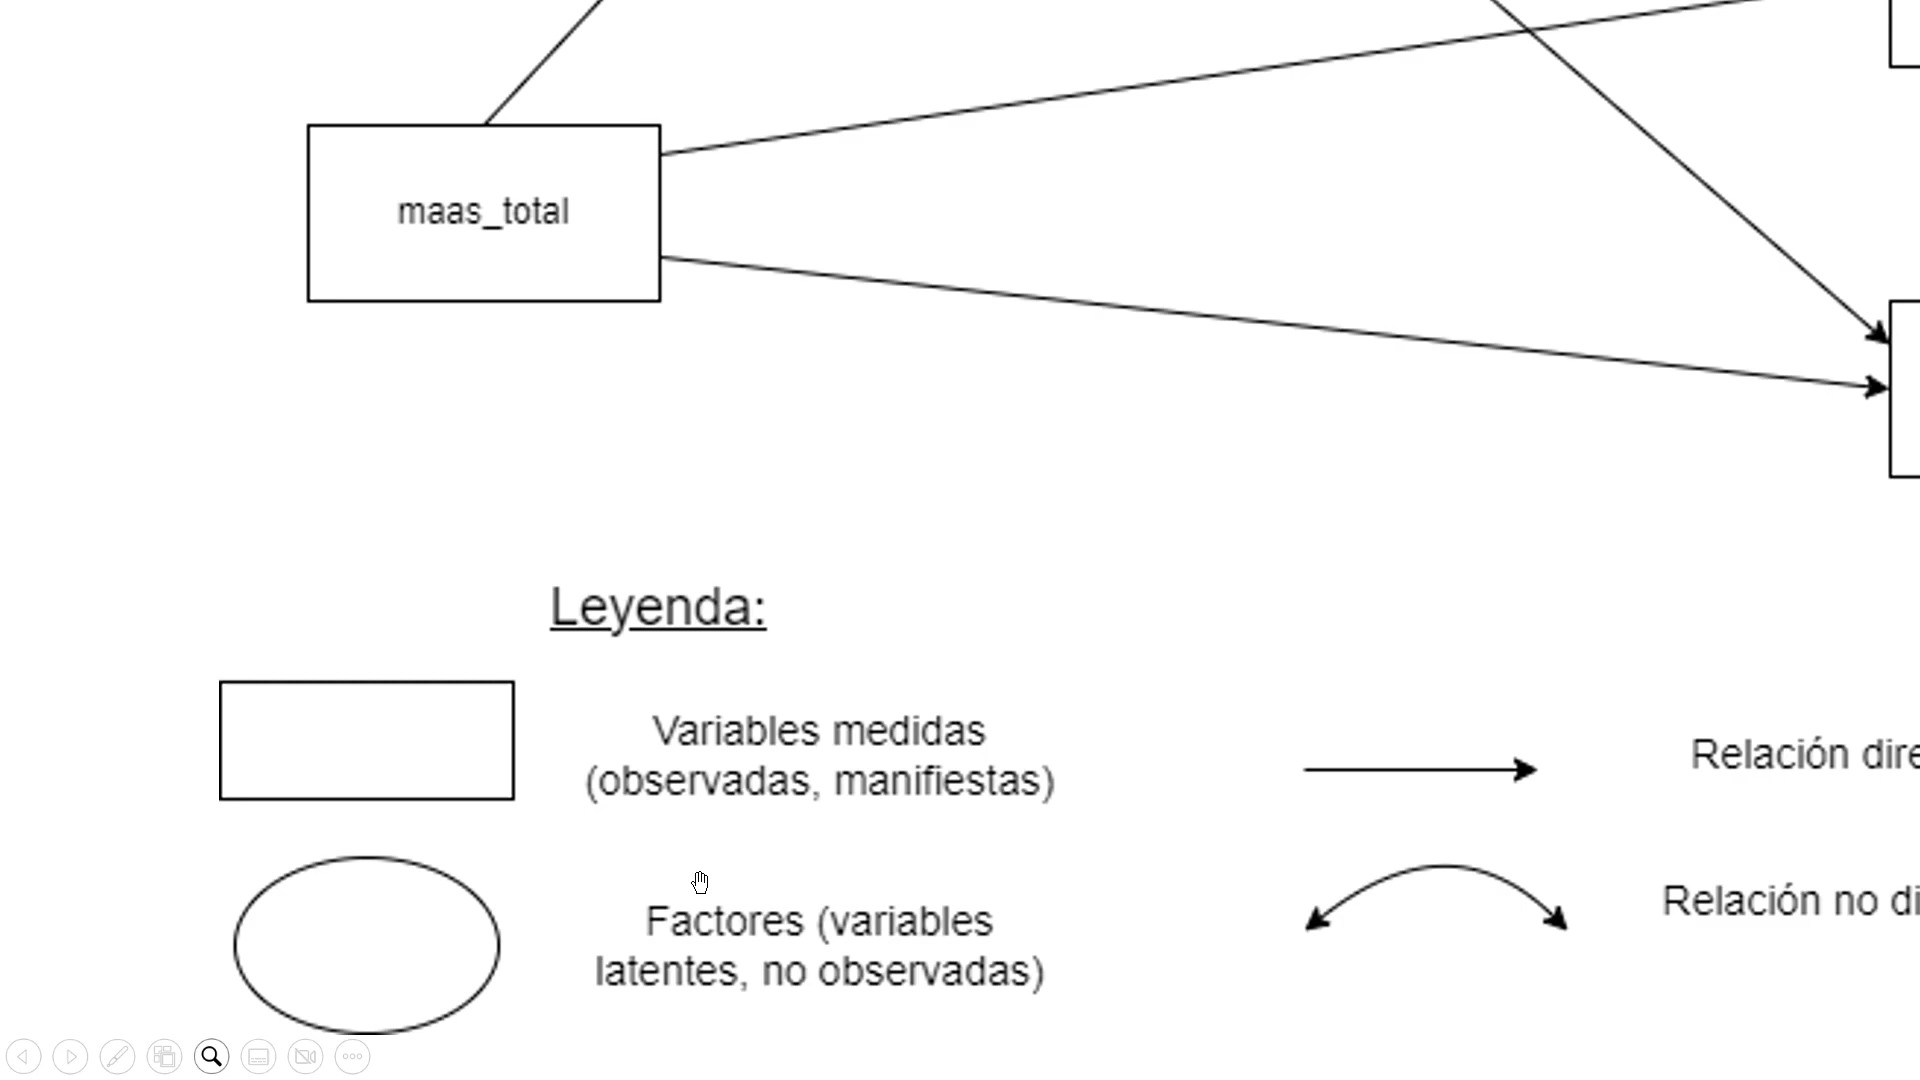 maas_total
Leyenda:
Variables medidas
(observadas, manifiestas)
Relación dire
Factores (variables
latentes, no observadas)
Relación no di